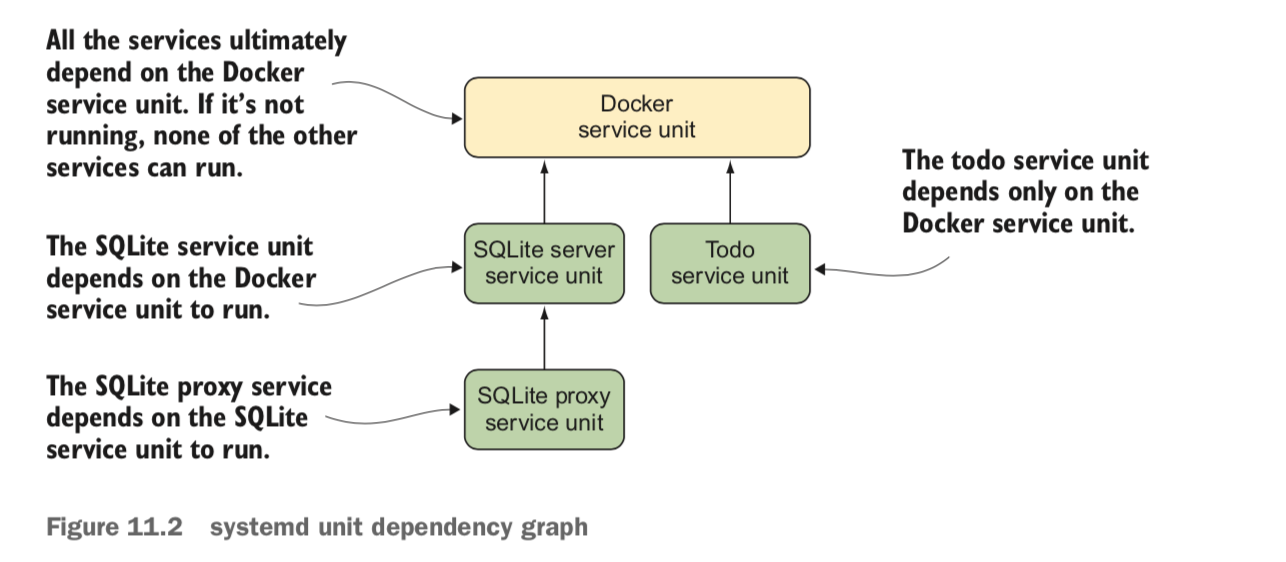 All the services ultimately
depend on the Docker
service unit. If it's not
running, none of the other
services can run.
Docker
service unit
The todo service unit
depends only on the
Docker service unit.
The SQLite service unit
depends on the Docker
service unit to run.
SQLite server
service unit
Todo
service unit
The SQLite proxy service
depends on the SQLite
service unit to run.
SQLite proxy
service unit
Figure 11.2 systemd unit dependency graph